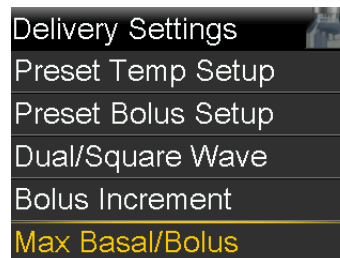 Delivery Settings
Preset Temp Setup
Preset Bolus Setup
Dual/Square Wave
Bolus Increment
Max Basal/Bolus